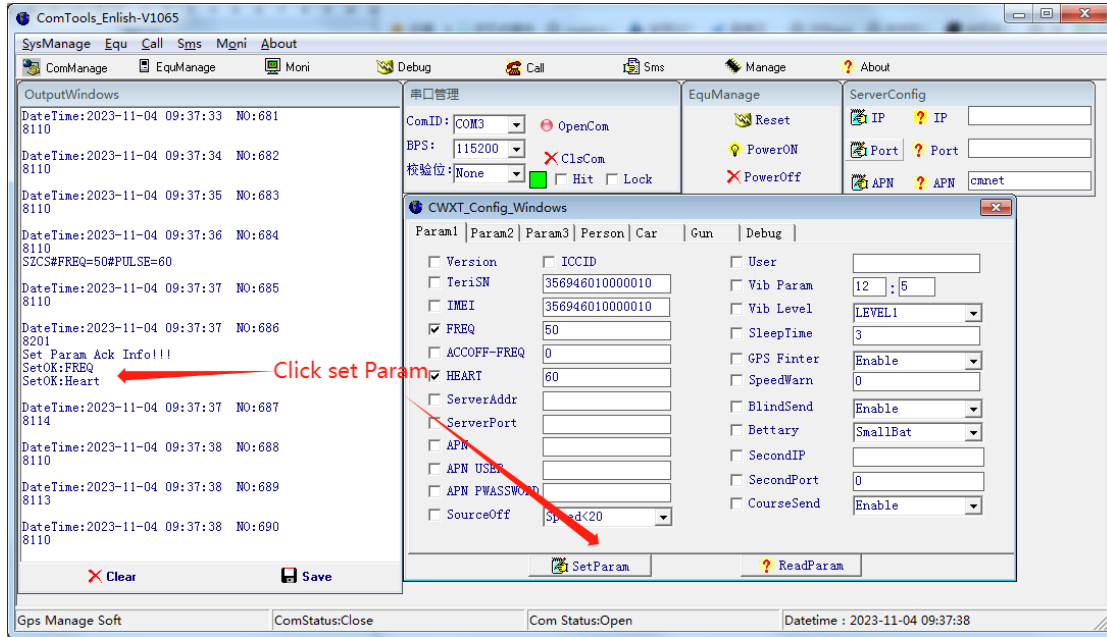 ComTools_Enlish-V1065
SysManage Equ Call Sms Moni About
ComManage EquManage Moni Debug Call Sms Manage About
OutputWindows
DateTime:2023-11-04 09:37:33 NO:681
8110
DateTime:2023-11-04 09:37:34 NO:682
8110
DateTime:2023-11-04 09:37:35 NO:683
8110
DateTime:2023-11-04 09:37:36 NO:684
8110
SZCS#FREQ=50#PULSE=60
DateTime:2023-11-04 09:37:37 NO:685
8110
DateTime:2023-11-04 09:37:37 NO:686
8201
Set Param Ack Info!!!
SetOK:FREQ
SetOK:Heart
DateTime:2023-11-04 09:37:37 NO:687
8114
DateTime:2023-11-04 09:37:38 NO:688
8110
DateTime:2023-11-04 09:37:38 NO:689
8113
DateTime:2023-11-04 09:37:38 NO:690
8110
Clear Save
Click set Param
串口管理
ComID: COM3 OpenCom
BPS: 115200 ClsCom
校验位: None Hit Lock
EquManage
Reset
PowerON
PowerOff
ServerConfig
IP ? IP
Port ? Port
APN ? APN cmnet
CWXT_Config_Windows
Param1 Param2 Param3 Person Car Gun Debug
Version ICCID
TeriSN 356946010000010
IMEI 356946010000010
FREQ 50
ACCOFF-FREQ 0
HEART 60
ServerAddr
ServerPort
APN
APN USER
APN PWASSWORD
SourceOff Speed<20
User
Vib Param 12 : 5
Vib Level LEVEL1
SleepTime 3
GPS Finter Enable
SpeedWarn 0
BlindSend Enable
Bettary SmallBat
SecondIP
SecondPort 0
CourseSend Enable
SetParam ? ReadParam
Gps Manage Soft ComStatus:Close Com Status:Open Datetime : 2023-11-04 09:37:38